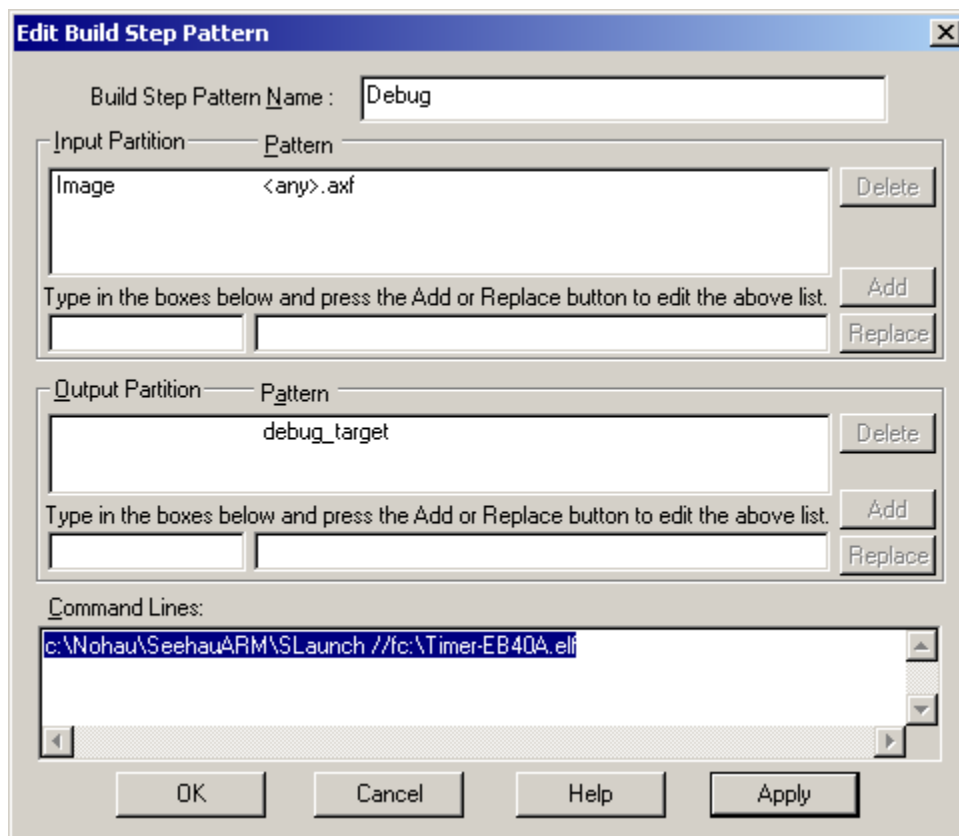 Edit Build Step Pattern
Build Step Pattern Name : Debug
Input Partition Pattern
Image <any>.axf
Delete
Type in the boxes below and press the Add or Replace button to edit the above list.
Add
Replace
Output Partition Pattern
debug_target
Delete
Type in the boxes below and press the Add or Replace button to edit the above list.
Add
Replace
Command Lines:
c:\Nohau\SeehauARM\SLaunch //fc:\Timer-EB40A.elf
OK Cancel Help Apply